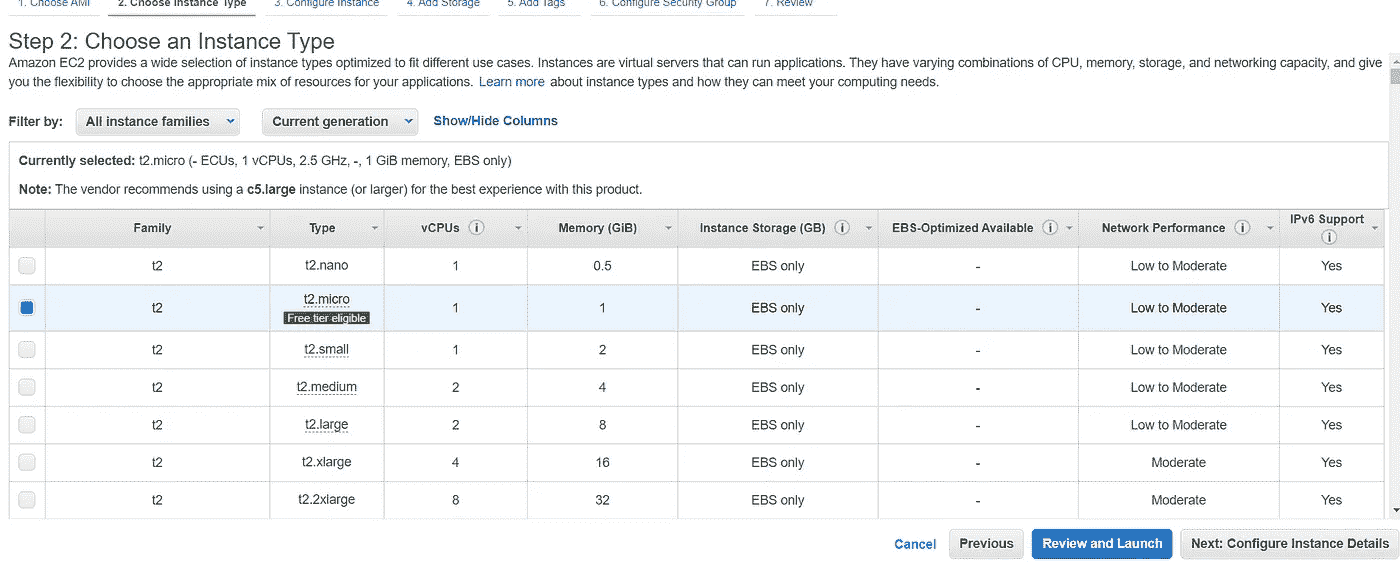 1. Choose AMI 2. Choose Instance Type 3. Configure Instance 4. Add Storage 5. Add Tags 6. Configure Security Group 7. Review
Step 2: Choose an Instance Type
Amazon EC2 provides a wide selection of instance types optimized to fit different use cases. Instances are virtual servers that can run applications. They have varying combinations of CPU, memory, storage, and networking capacity, and give
you the flexibility to choose the appropriate mix of resources for your applications. Learn more about instance types and how they can meet your computing needs.
Filter by: All instance families Current generation Show/Hide Columns
Currently selected: t2.micro (- ECUs, 1 vCPUs, 2.5 GHz, -, 1 GiB memory, EBS only)
Note: The vendor recommends using a c5.large instance (or larger) for the best experience with this product.
Family Type vCPUs Memory (GiB) Instance Storage (GB) EBS-Optimized Available Network Performance IPv6 Support
t2 t2.nano 1 0.5 EBS only - Low to Moderate Yes
t2 t2.micro 1 1 EBS only - Low to Moderate Yes
Free tier eligible
t2 t2.small 1 2 EBS only - Low to Moderate Yes
t2 t2.medium 2 4 EBS only - Low to Moderate Yes
t2 t2.large 2 8 EBS only - Low to Moderate Yes
t2 t2.xlarge 4 16 EBS only - Moderate Yes
t2 t2.2xlarge 8 32 EBS only - Moderate Yes
Cancel Previous Review and Launch Next: Configure Instance Details